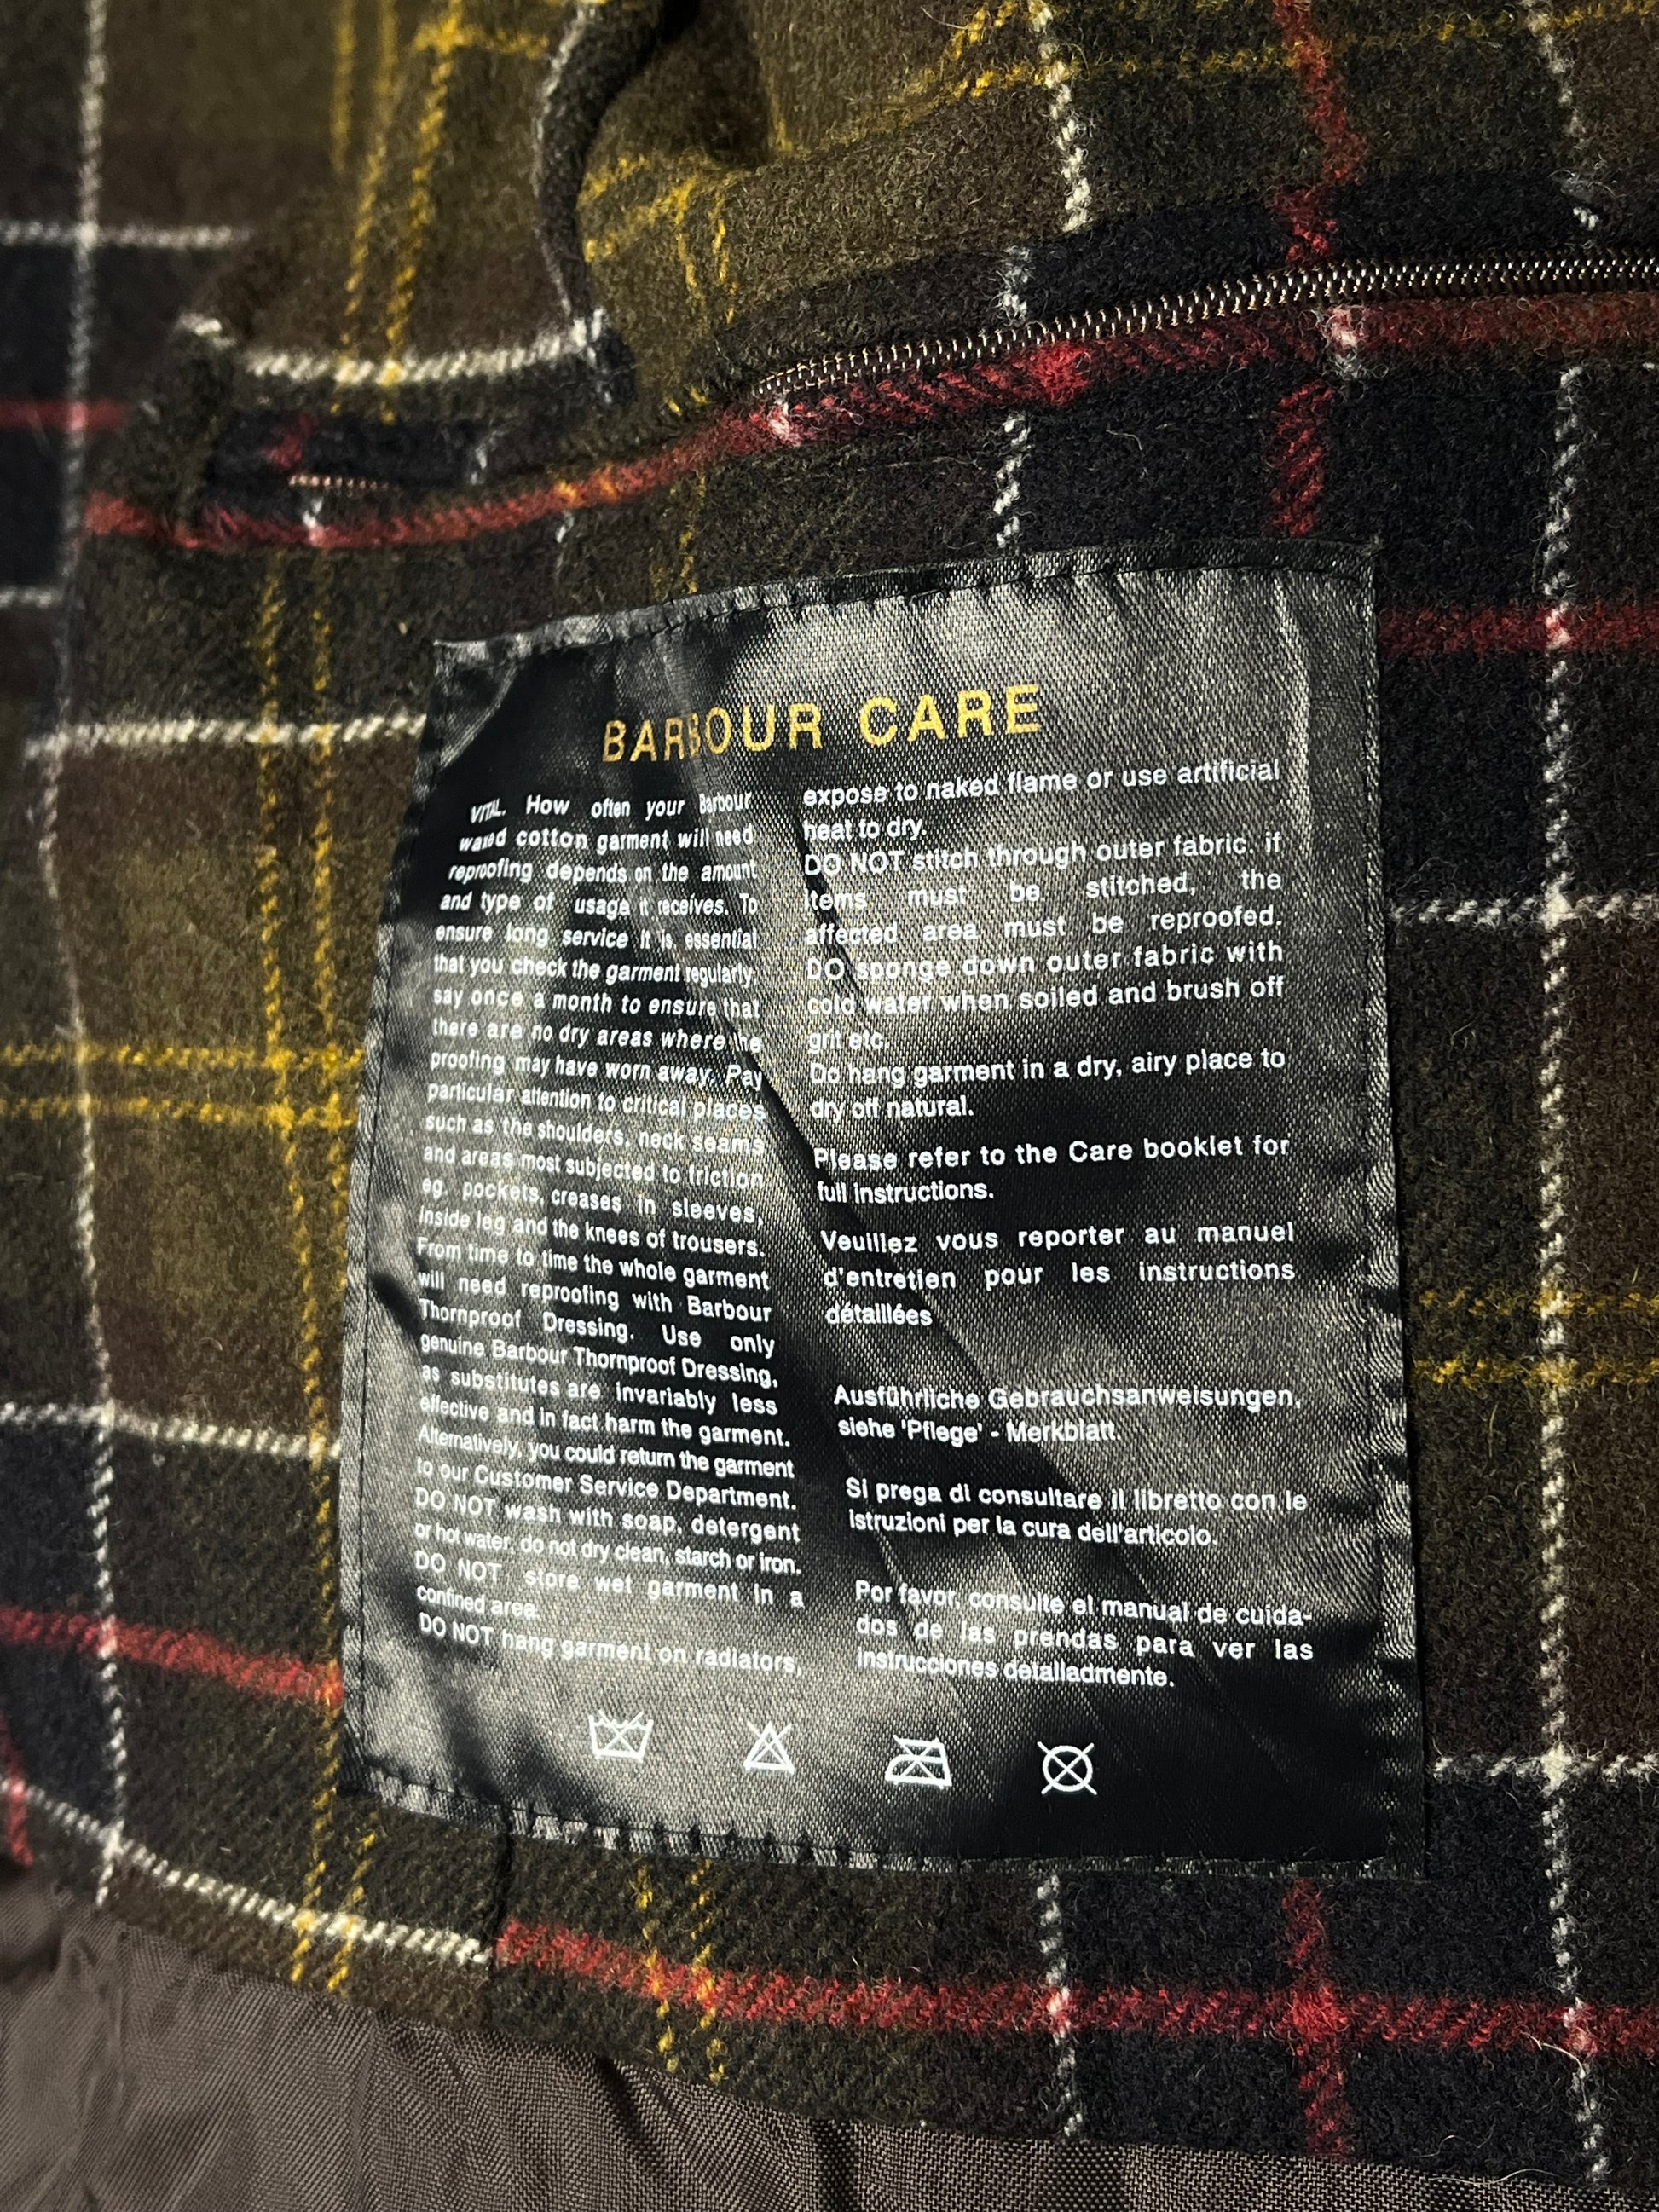 BARBOUR CARE
VITAL. How often your Barbour
waxed cotton garment will need
reproofing depends on the amount
and type of usage it receives. To
ensure long service it is essential
that you check the garment regularly,
say once a month to ensure that
there are no dry areas where the
proofing may have worn away. Pay
particular attention to critical places
such as the shoulders, neck seams
and areas most subjected to friction
eg. pockets, creases in sleeves,
inside leg and the knees of trousers.
From time to time the whole garment
will need reproofing with Barbour
Thornproof Dressing. Use only
genuine Barbour Thornproof Dressing,
as substitutes are invariably less
effective and in fact harm the garment.
Alternatively, you could return the garment
to our Customer Service Department.
DO NOT wash with soap, detergent
or hot water, do not dry clean, starch or iron.
DO NOT store wet garment in a
confined area.
DO NOT hang garment on radiators,
expose to naked flame or use artificial
heat to dry.
DO NOT stitch through outer fabric, if
items must be stitched, the
affected area must be reproofed.
DO sponge down outer fabric with
cold water when soiled and brush off
grit etc.
Do hang garment in a dry, airy place to
dry off natural.
Please refer to the Care booklet for
full instructions.
Veuillez vous reporter au manuel
d'entretien pour les instructions
détaillées
Ausführliche Gebrauchsanweisungen,
siehe 'Pflege' - Merkblatt.
Si prega di consultare il libretto con le
istruzioni per la cura dell'articolo.
Por favor, consulte el manual de cuida-
dos de las prendas para ver las
instrucciones detalladmente.